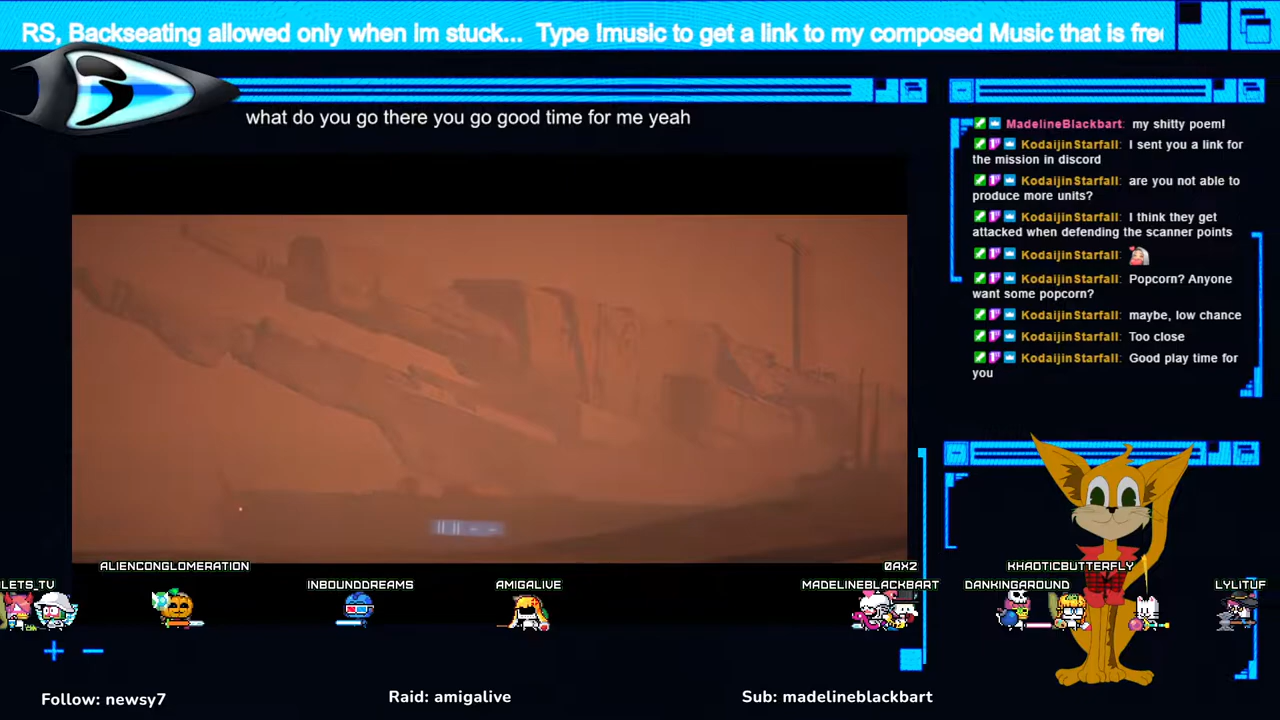 RS, Backseating allowed only when im stuck... Type !music to get a link to my composed Music that is free
what do you go there you go good time for me yeah
MadelineBlackbart: my shitty poem!
KodaijinStarfall: I sent you a link for
the mission in discord
KodaijinStarfall: are you not able to
produce more units?
KodaijinStarfall: I think they get
attacked when defending the scanner points
KodaijinStarfall:
KodaijinStarfall: Popcorn? Anyone
want some popcorn?
KodaijinStarfall: maybe, low chance
KodaijinStarfall: Too close
KodaijinStarfall: Good play time for
you
ALIENCONGLOMERATION
0AX2
KHAOTICBUTTERFLY
LETS_TV
INBOUNDDREAMS
AMIGALIVE
MADELINEBLACKBART
DANKINGAROUND
LYLITUF
Follow: newsy7
Raid: amigalive
Sub: madelineblackbart